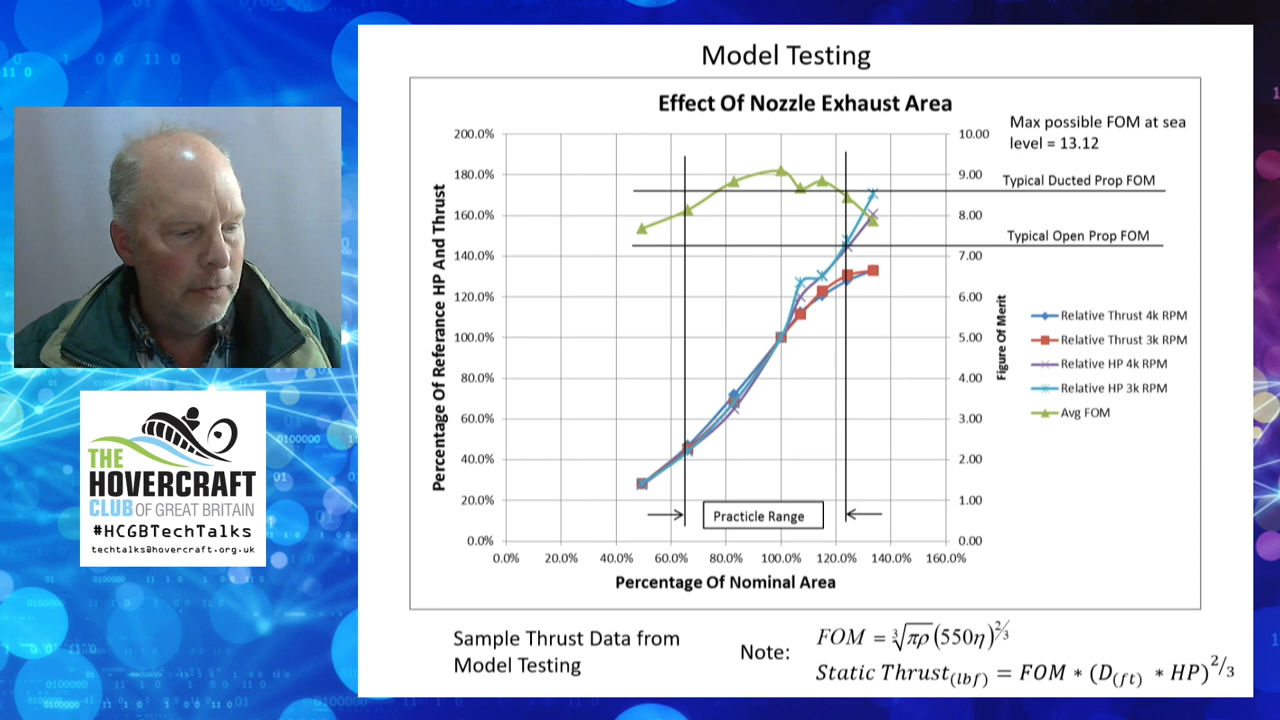 Model Testing
Effect Of Nozzle Exhaust Area
Max possible FOM at sea
level = 13.12
Typical Ducted Prop FOM
Typical Open Prop FOM
Percentage Of Referance HP And Thrust
200.0%
180.0%
160.0%
140.0%
120.0%
100.0%
80.0%
60.0%
40.0%
20.0%
0.0%
10.00
9.00
8.00
7.00
6.00
5.00
4.00
3.00
2.00
1.00
0.00
Figure Of Merit
Relative Thrust 4k RPM
Relative Thrust 3k RPM
Relative HP 4k RPM
Relative HP 3k RPM
Avg FOM
Practicle Range
0.0% 20.0% 40.0% 60.0% 80.0% 100.0% 120.0% 140.0% 160.0%
Percentage Of Nominal Area
Sample Thrust Data from
Model Testing
Note:
FOM = ∛πρ(550η)^2/3
Static Thrust(lbf) = FOM * (D(ft) * HP)^2/3
THE
HOVERCRAFT
CLUB OF GREAT BRITAIN
#HCGBTechTalks
techtalks@hovercraft.org.uk